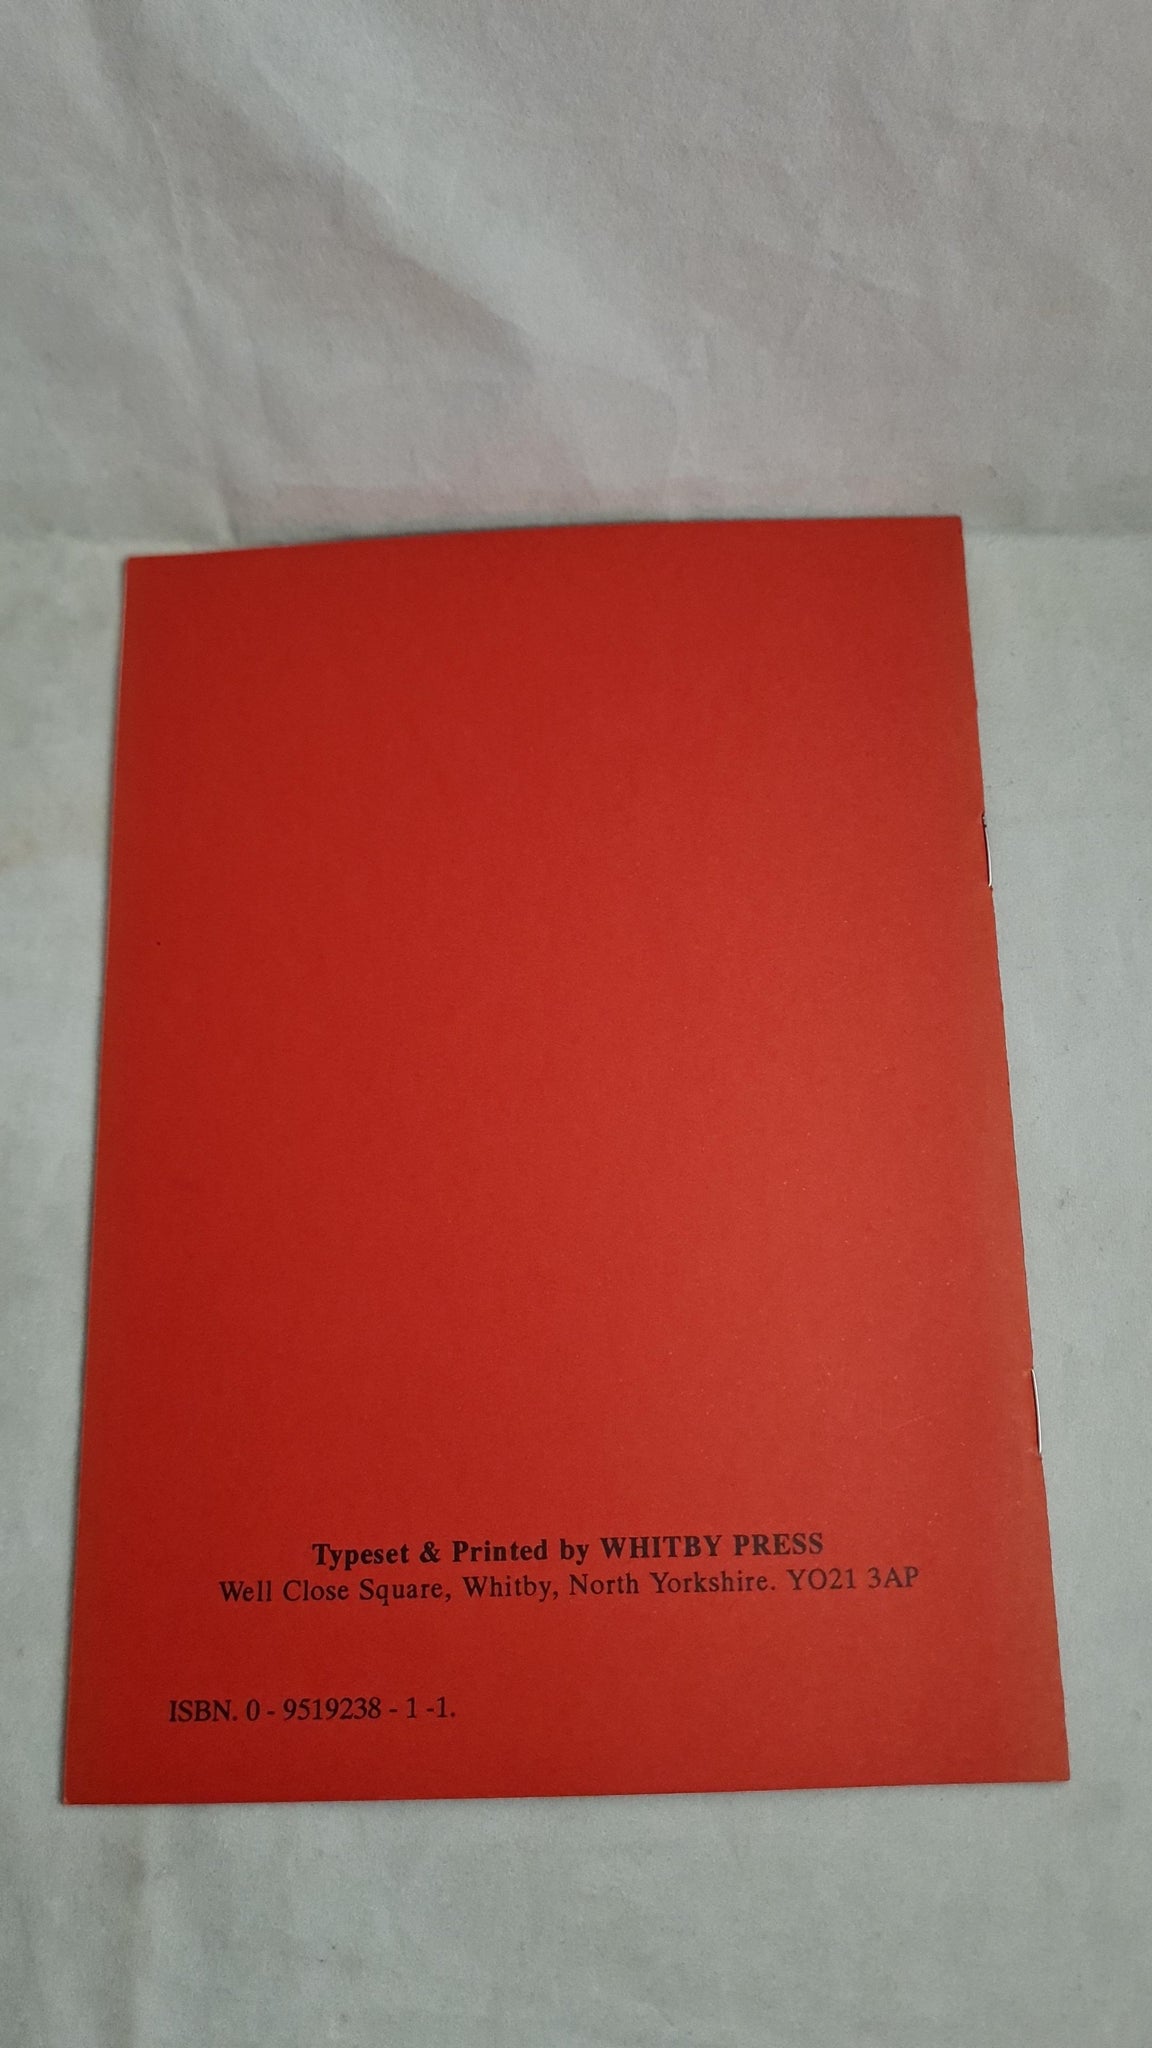 Typeset & Printed by WHITBY PRESS
Well Close Square, Whitby, North Yorkshire. YO21 3AP
ISBN. 0 - 9519238 - 1 -1.